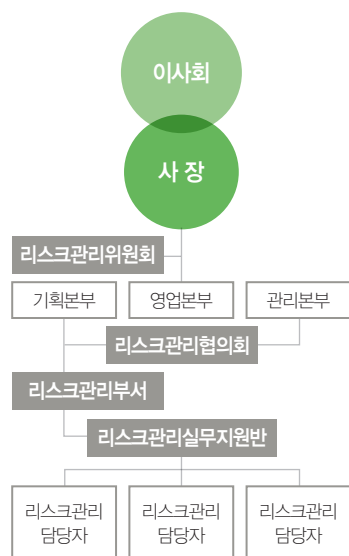 이사회
사 장
리스크관리위원회
기획본부
영업본부
관리본부
리스크관리협의회
리스크관리부서
리스크관리실무지원반
리스크관리
담당자
리스크관리
담당자
리스크관리
담당자